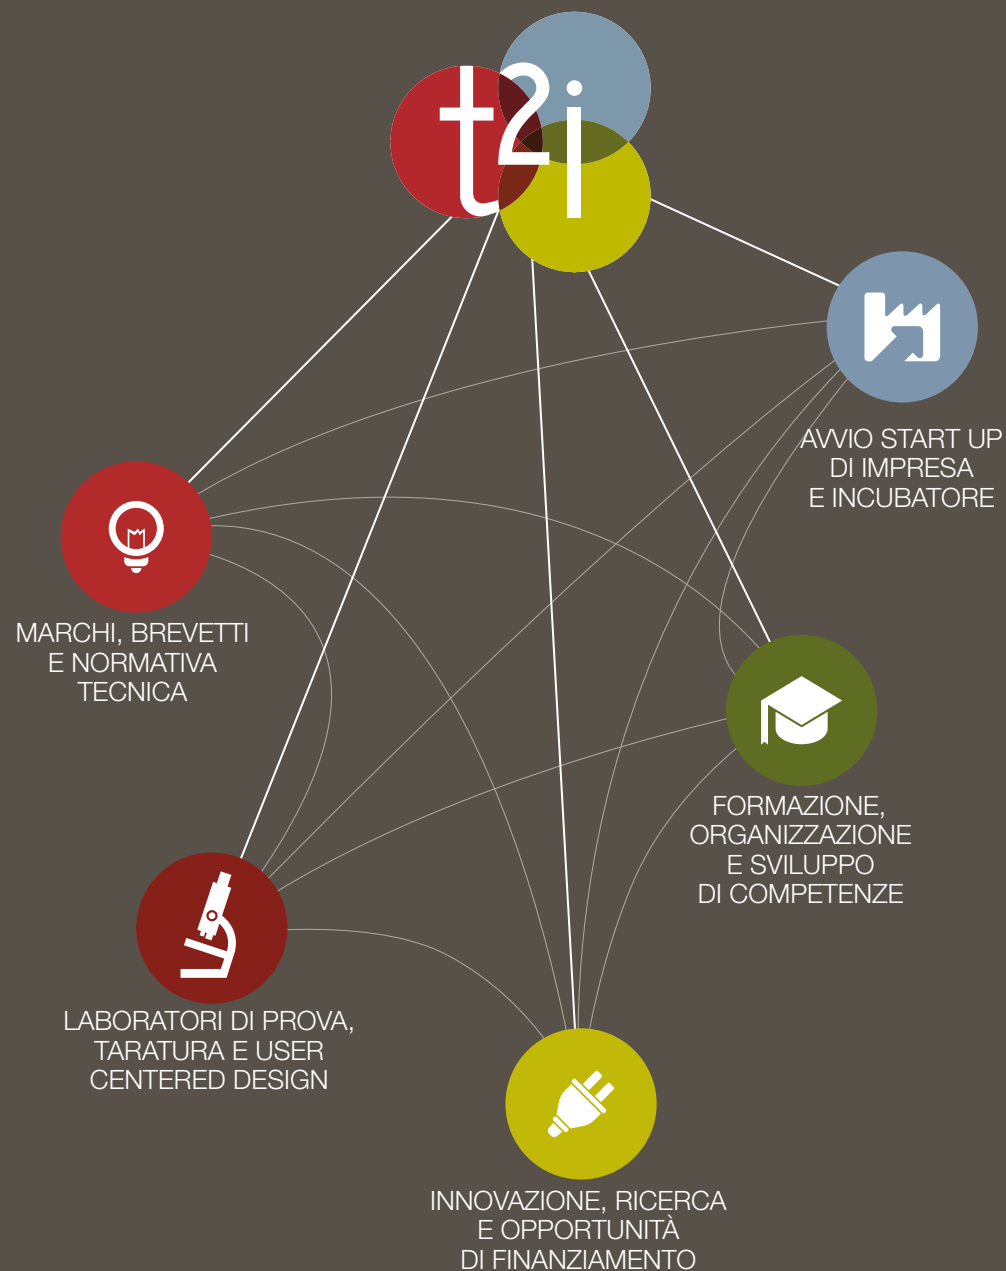 t2i
AVVIO START UP
DI IMPRESA
E INCUBATORE
MARCHI, BREVETTI
E NORMATIVA
TECNICA
FORMAZIONE,
ORGANIZZAZIONE
E SVILUPPO
DI COMPETENZE
LABORATORI DI PROVA,
TARATURA E USER
CENTERED DESIGN
INNOVAZIONE, RICERCA
E OPPORTUNITÀ
DI FINANZIAMENTO